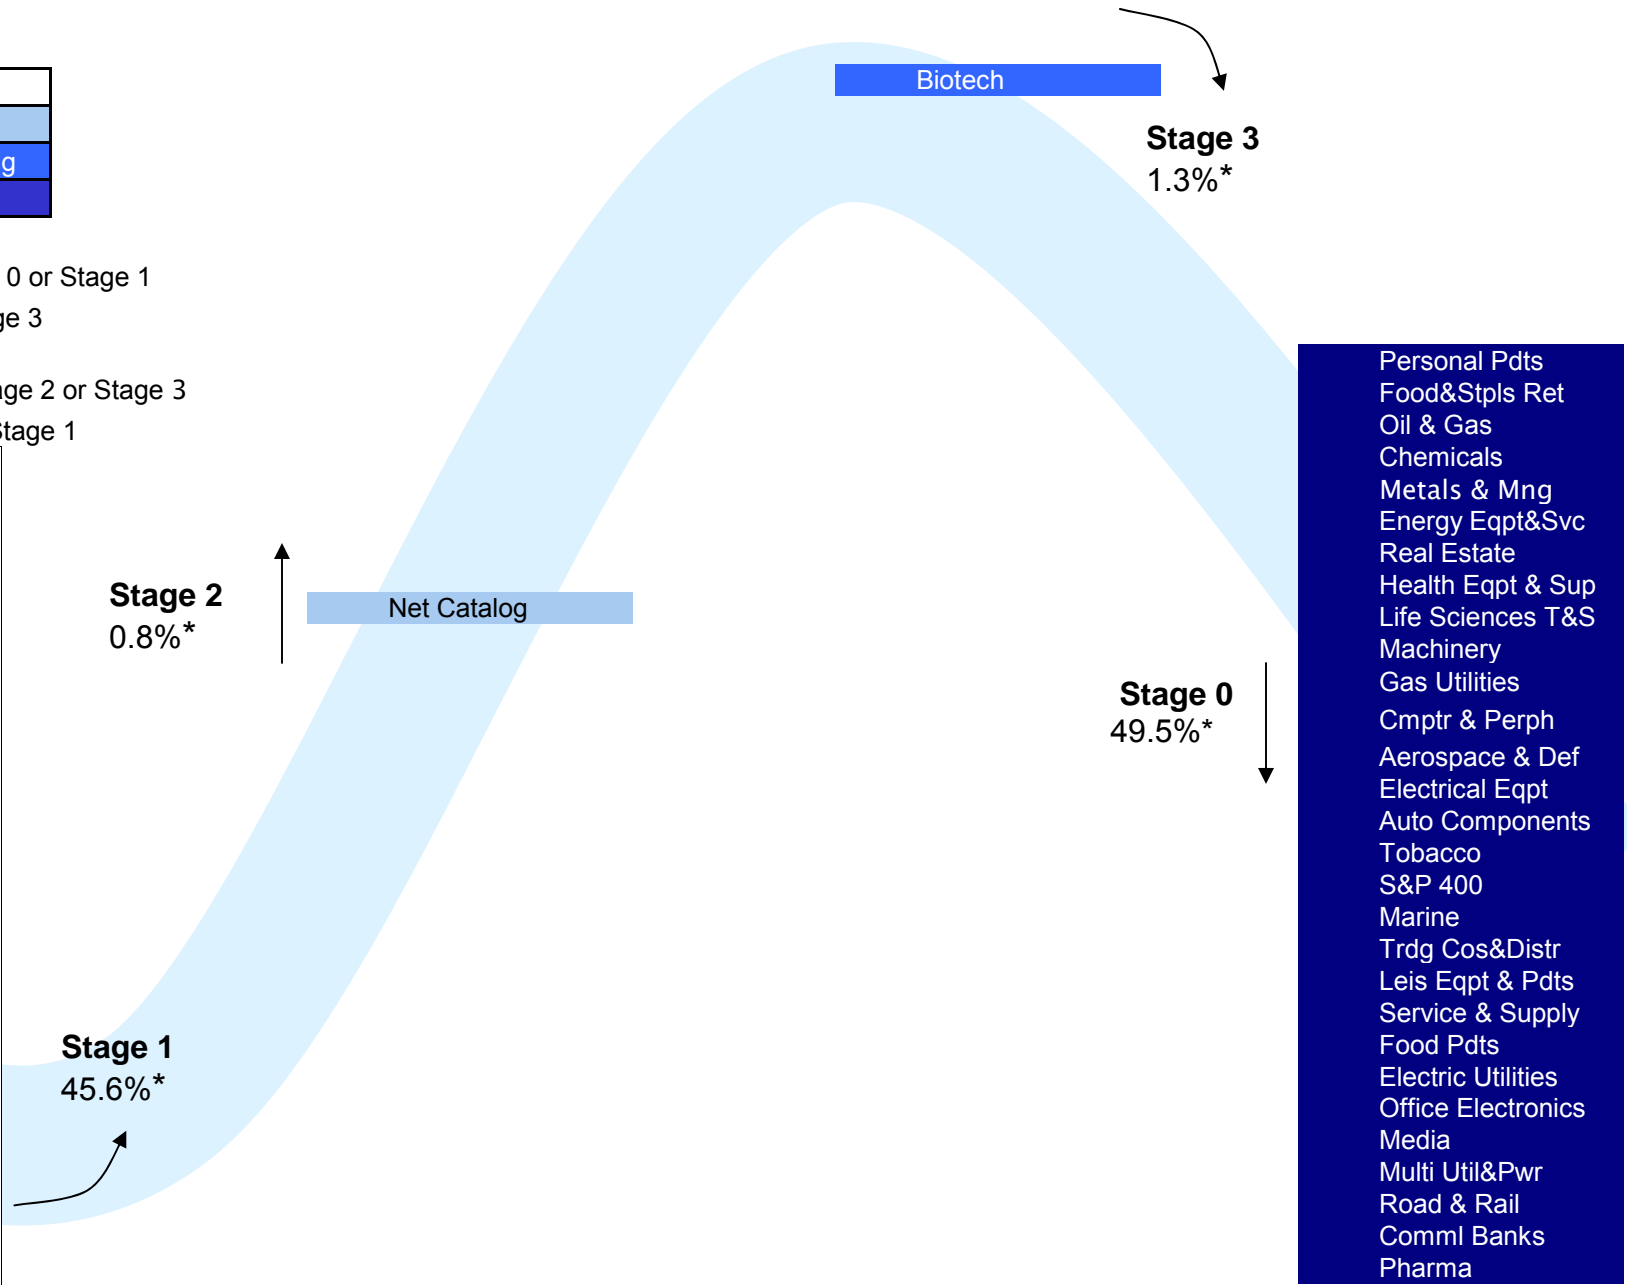 Biotech
Stage 3
1.3%*
g
0 or Stage 1
ge 3
age 2 or Stage 3
Stage 1
Stage 2
0.8%*
Net Catalog
Stage 0
49.5%*
Stage 1
45.6%*
Personal Pdts
Food&Stpls Ret
Oil & Gas
Chemicals
Metals & Mng
Energy Eqpt&Svc
Real Estate
Health Eqpt & Sup
Life Sciences T&S
Machinery
Gas Utilities
Cmptr & Perph
Aerospace & Def
Electrical Eqpt
Auto Components
Tobacco
S&P 400
Marine
Trdg Cos&Distr
Leis Eqpt & Pdts
Service & Supply
Food Pdts
Electric Utilities
Office Electronics
Media
Multi Util&Pwr
Road & Rail
Comml Banks
Pharma